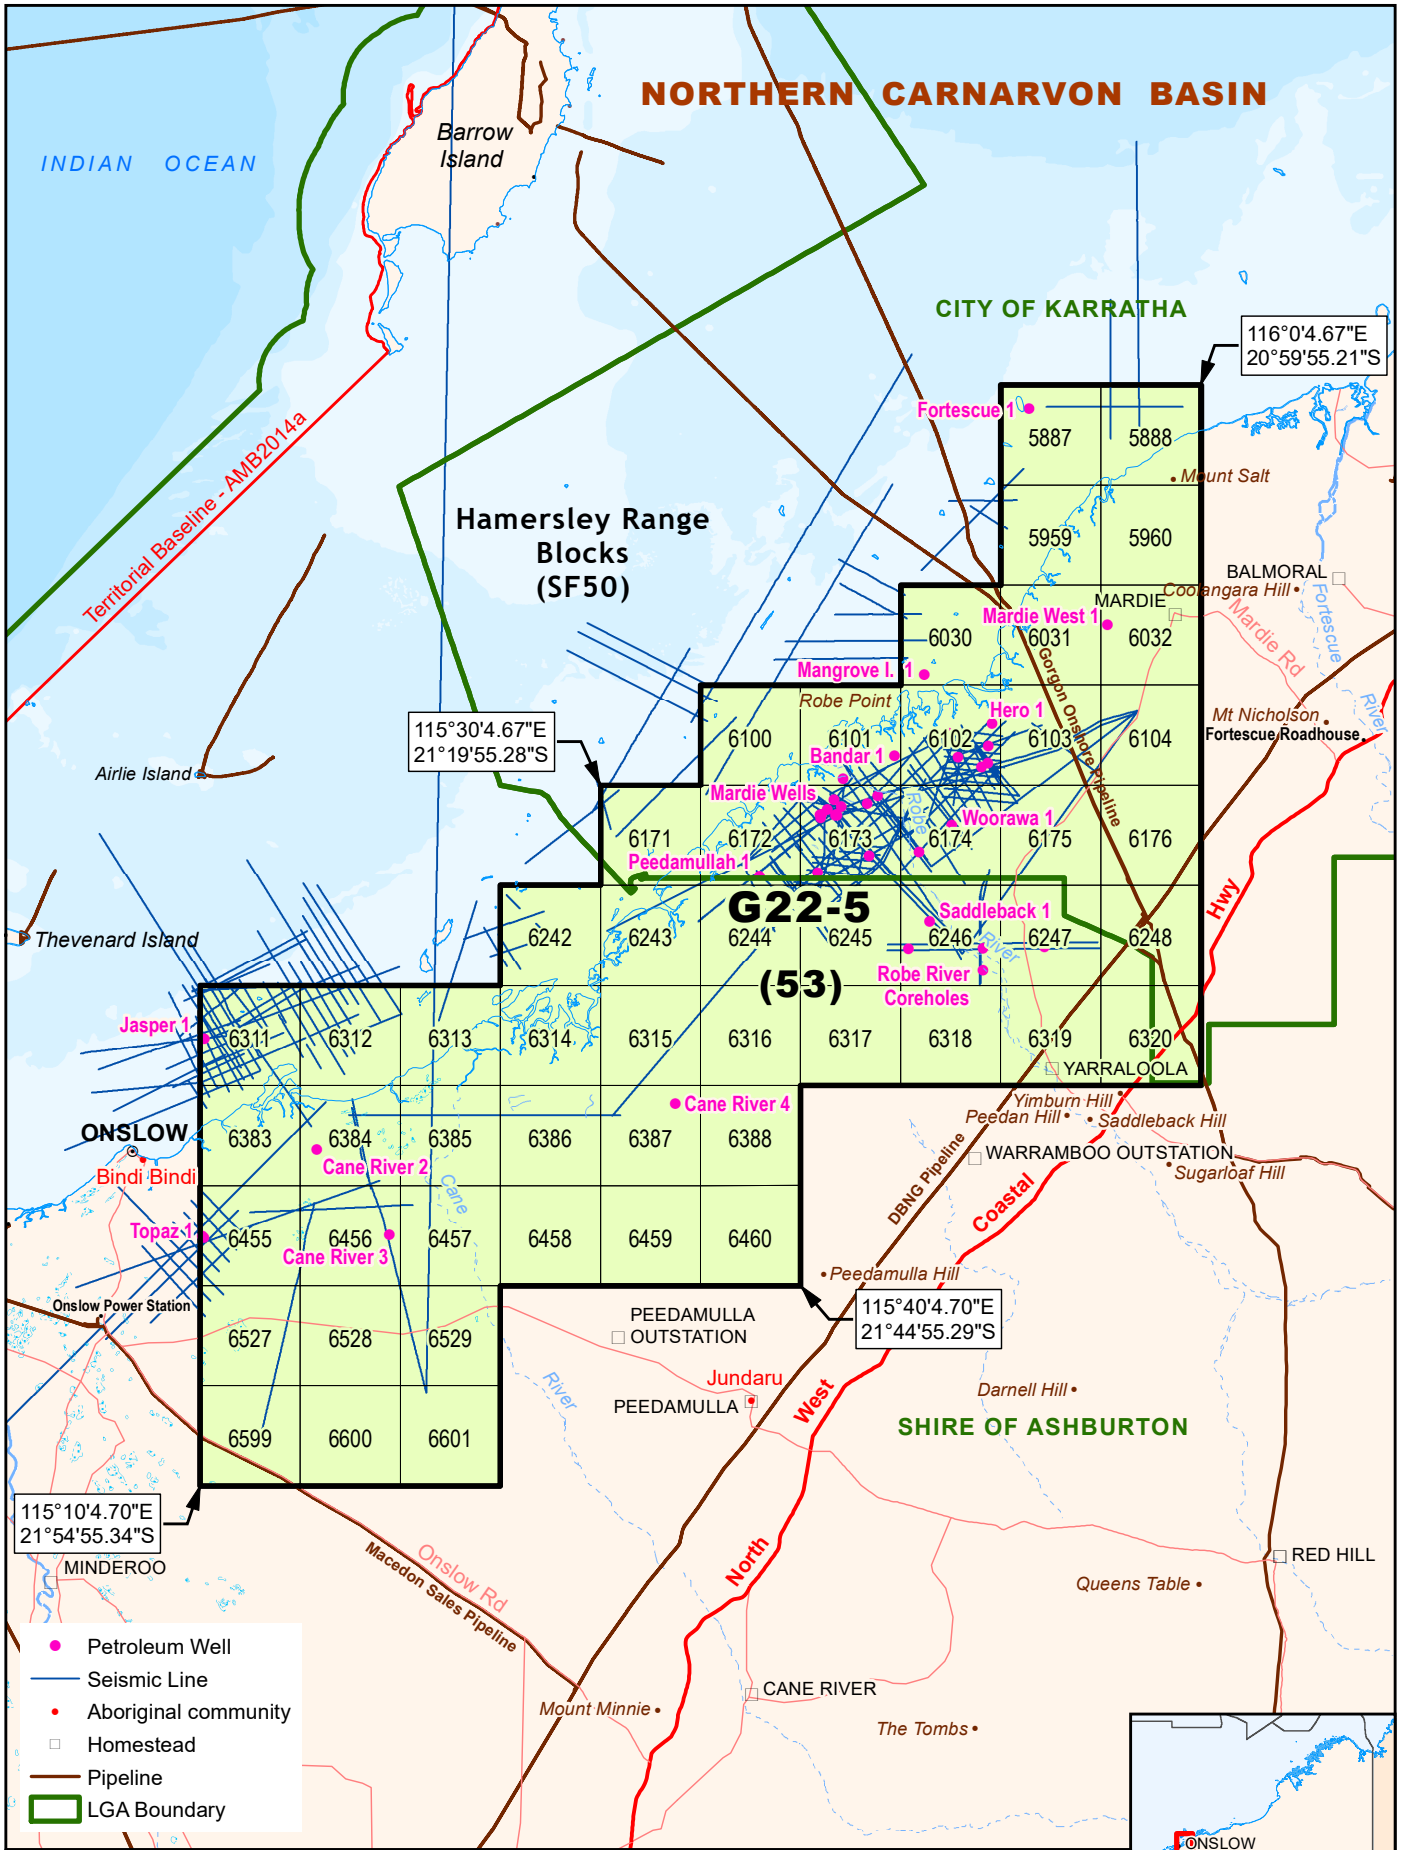 NORTHERN CARNARVON BASIN
INDIAN OCEAN
Barrow
Island
CITY OF KARRATHA
116°0'4.67"E
20°59'55.21"S
Fortescue 1
5887
5888
Mount Salt
Territorial Baseline - AMB2014a
Hamersley Range
Blocks
(SF50)
5959
5960
BALMORAL
Coolangara Hill
Fortescue
River
MARDIE
Mardie Rd
Mardie West 1
6030
6031
6032
Mangrove I. 1
Gorgon Onshore Pipeline
Robe Point
Hero 1
Mt Nicholson
Fortescue Roadhouse
115°30'4.67"E
21°19'55.28"S
6100
6101
6102
6103
6104
Bandar 1
Airlie Island
Mardie Wells
Robe
River
Woorawa 1
6171
6172
6173
6174
6175
6176
Peedamullah 1
Hwy
G22-5
(53)
Saddleback 1
Thevenard Island
6242
6243
6244
6245
6246
6247
6248
Robe River
Coreholes
Jasper 1
6311
6312
6313
6314
6315
6316
6317
6318
6319
6320
YARRALOOLA
Yimburn Hill
Peedan Hill
Saddleback Hill
Cane River 4
ONSLOW
Bindi Bindi
6383
6384
6385
6386
6387
6388
Cane River 2
WARRAMBOO OUTSTATION
Sugarloaf Hill
DBNG Pipeline
Coastal
Cane
River
Topaz 1
6455
6456
6457
6458
6459
6460
Cane River 3
Peedamulla Hill
Onslow Power Station
115°40'4.70"E
21°44'55.29"S
PEEDAMULLA
OUTSTATION
6527
6528
6529
Jundaru
PEEDAMULLA
West
Darnell Hill
SHIRE OF ASHBURTON
6599
6600
6601
115°10'4.70"E
21°54'55.34"S
MINDEROO
Onslow Rd
Macedon Sales Pipeline
North
RED HILL
Queens Table
CANE RIVER
Mount Minnie
The Tombs
Petroleum Well
Seismic Line
Aboriginal community
Homestead
Pipeline
LGA Boundary
ONSLOW